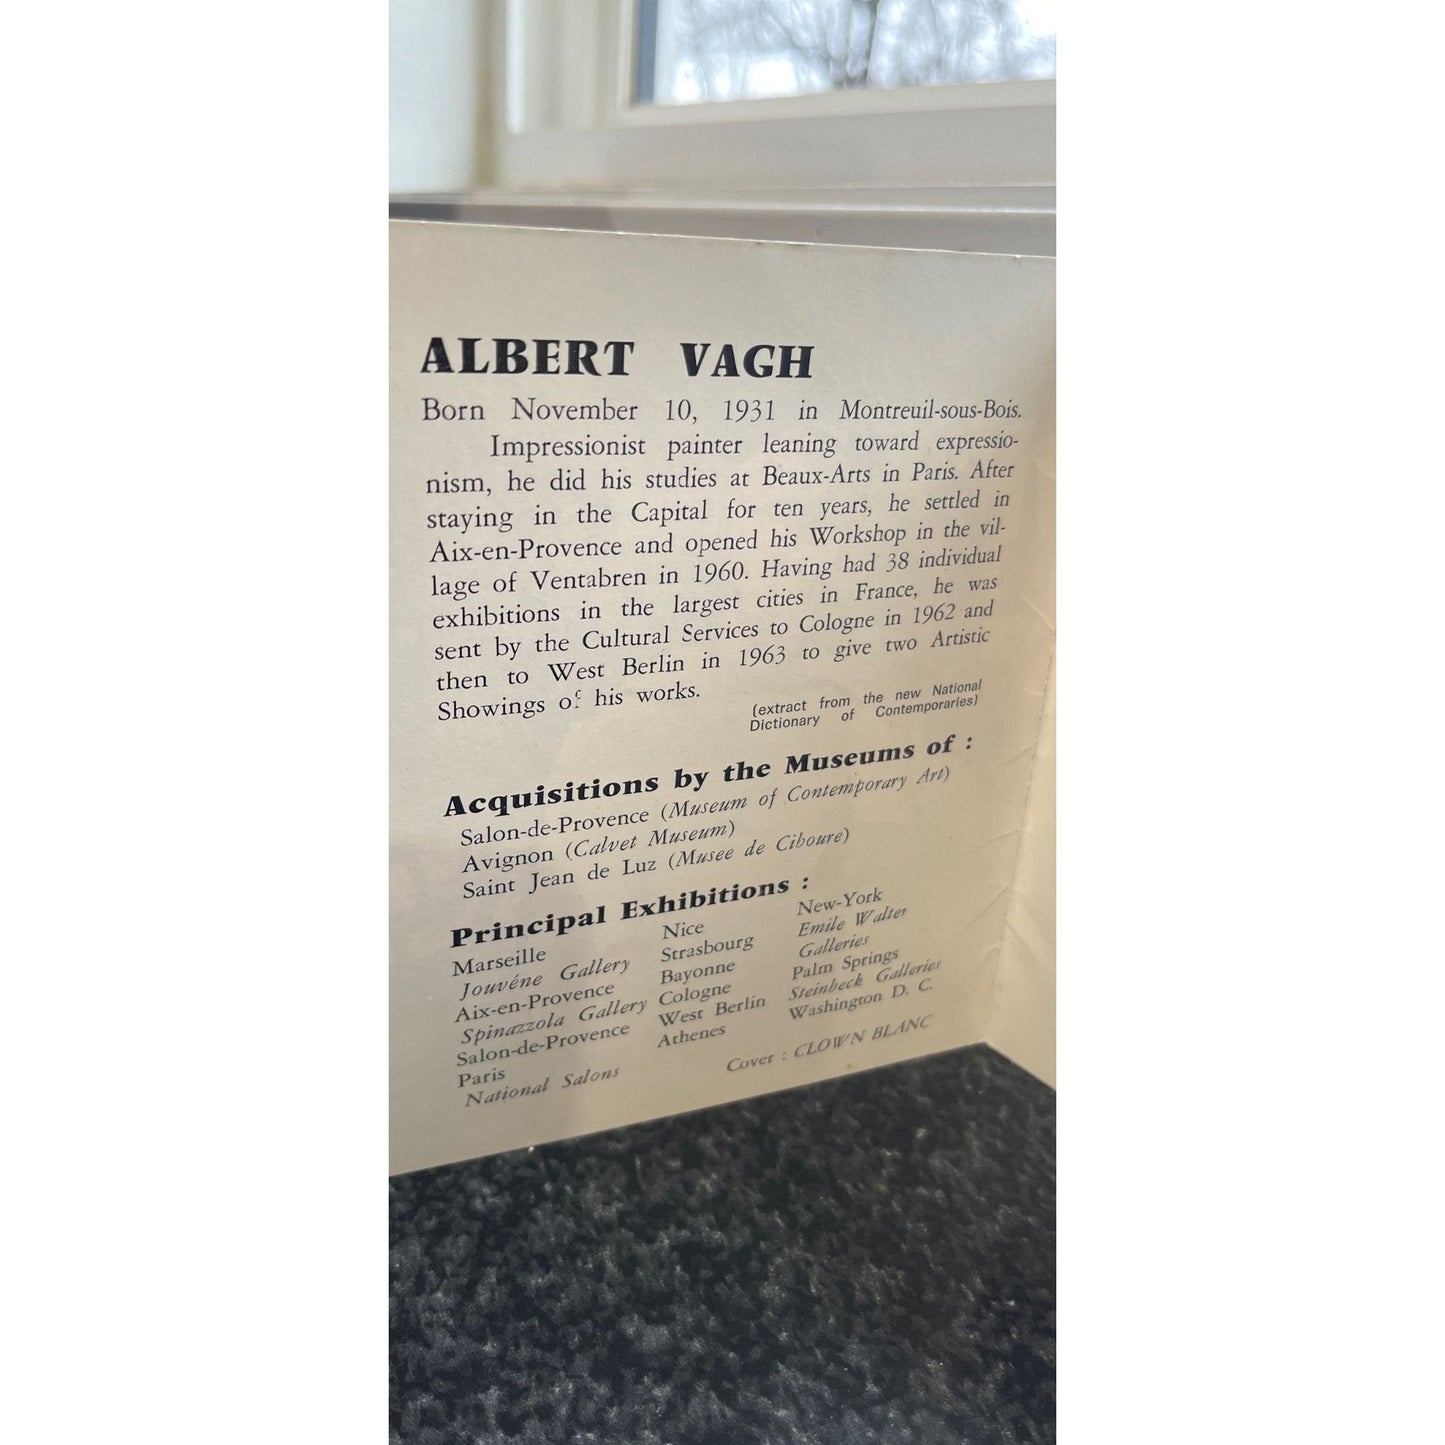 ALBERT VAGH
Born November 10, 1931 in Montreuil-sous-Bois.
Impressionist painter leaning toward expressio-
nism, he did his studies at Beaux-Arts in Paris. After
staying in the Capital for ten years, he settled in
Aix-en-Provence and opened his Workshop in the vil-
lage of Ventabren in 1960. Having had 38 individual
exhibitions in the largest cities in France, he was
sent by the Cultural Services to Cologne in 1962 and
then to West Berlin in 1963 to give two Artistic
Showings of his works.
(extract from the new National
Dictionary of Contemporaries)
Acquisitions by the Museums of :
Salon-de-Provence (Museum of Contemporary Art)
Avignon (Calvet Museum)
Saint Jean de Luz (Musee de Ciboure)
Principal Exhibitions :
Marseille
Jouvéne Gallery
Aix-en-Provence
Spinazzola Gallery
Salon-de-Provence
Paris
National Salons
Nice
Strasbourg
Bayonne
Cologne
West Berlin
Athenes
New-York
Emile Walter
Galleries
Palm Springs
Steinbeck Galleries
Washington D. C.
Cover : CLOWN BLANC